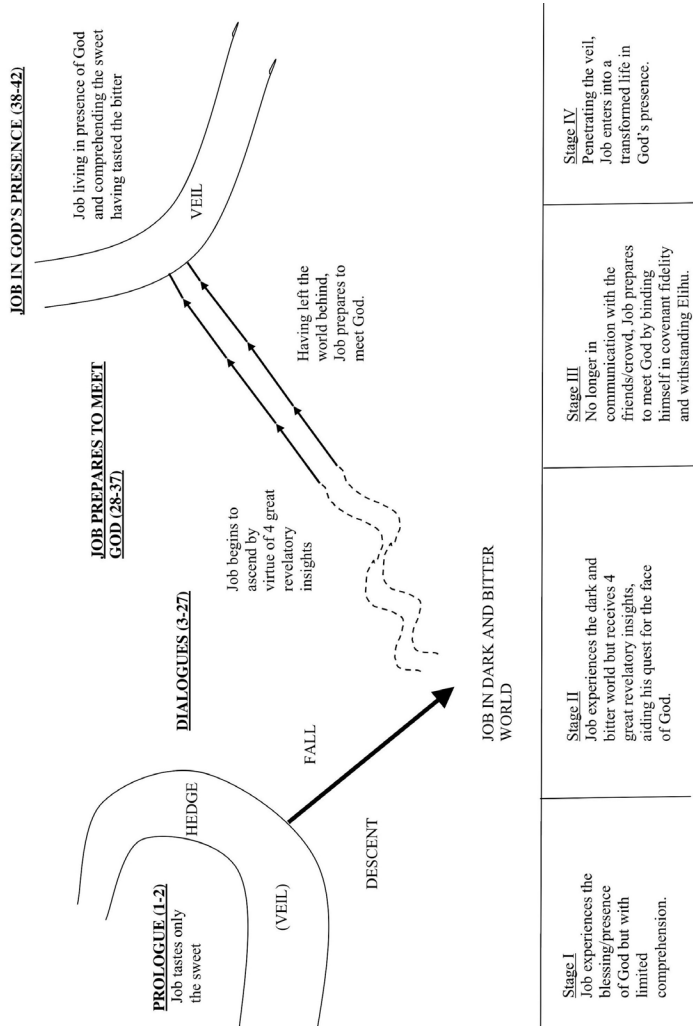 PROLOGUE (1-2)
Job tastes only
the sweet
HEDGE
(VEIL)
DESCENT
FALL
DIALOGUES (3-27)
JOB IN DARK AND BITTER
WORLD
Job begins to
ascend by
virtue of 4 great
revelatory
insights
JOB PREPARES TO MEET
GOD (28-37)
Having left the
world behind,
Job prepares to
meet God.
JOB IN GOD'S PRESENCE (38-42)
Job living in presence of God
and comprehending the sweet
having tasted the bitter
VEIL
Stage I
Job experiences the
blessing/presence
of God but with
limited
comprehension.
Stage II
Job experiences the dark and
bitter world but receives 4
great revelatory insights,
aiding his quest for the face
of God.
Stage III
No longer in
communication with the
friends/crowd, Job prepares
to meet God by binding
himself in covenant fidelity
and withstanding Elihu.
Stage IV
Penetrating the veil,
Job enters into a
transformed life in
God's presence.